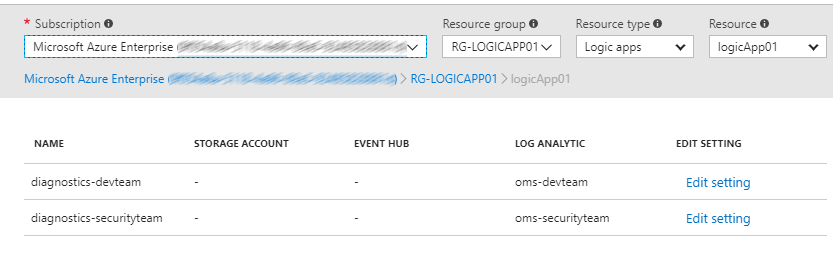 * Subscription Resource group Resource type Resource
Microsoft Azure Enterprise ( RG-LOGICAPP01 Logic apps logicApp01
Microsoft Azure Enterprise ( ) > RG-LOGICAPP01 > logicApp01
NAME STORAGE ACCOUNT EVENT HUB LOG ANALYTIC EDIT SETTING
diagnostics-devteam - - oms-devteam Edit setting
diagnostics-securityteam - - oms-securityteam Edit setting